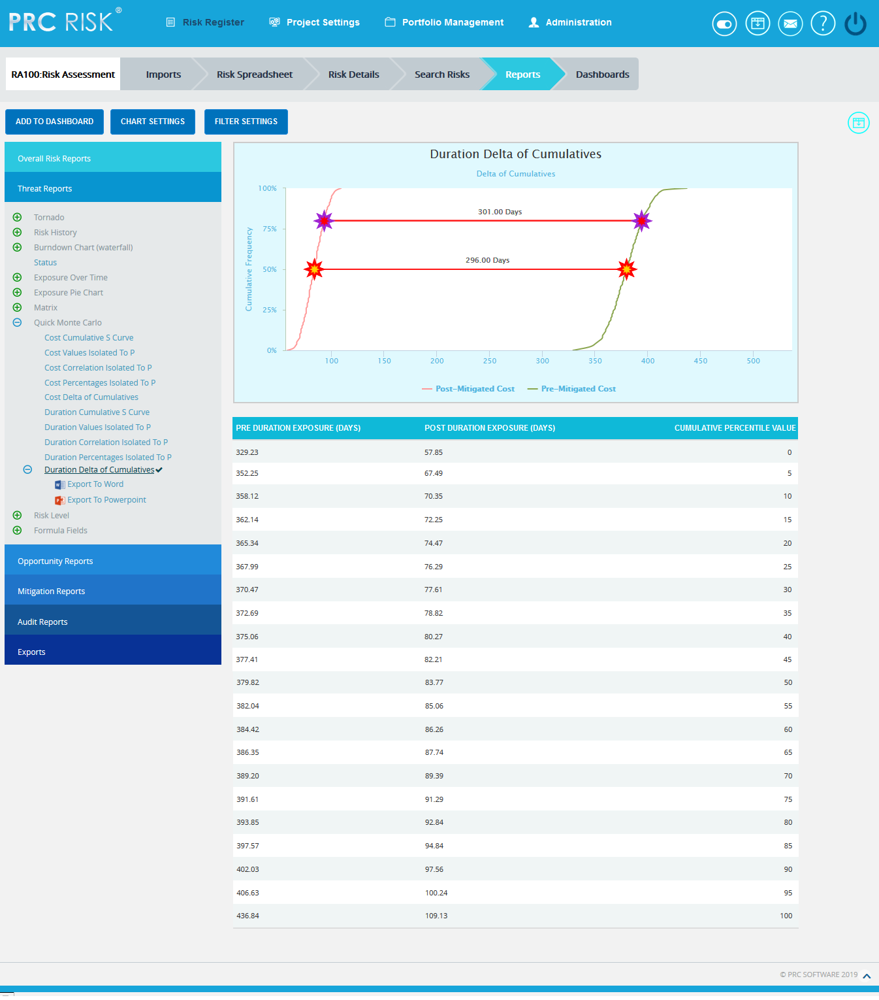 PRC RISK ®
Risk Register
Project Settings
Portfolio Management
Administration
?
RA100:Risk Assessment
Imports
Risk Spreadsheet
Risk Details
Search Risks
Reports
Dashboards
ADD TO DASHBOARD
CHART SETTINGS
FILTER SETTINGS
Overall Risk Reports
Threat Reports
Tornado
Risk History
Burndown Chart (waterfall)
Status
Exposure Over Time
Exposure Pie Chart
Matrix
Quick Monte Carlo
Cost Cumulative S Curve
Cost Values Isolated To P
Cost Correlation Isolated To P
Cost Percentages Isolated To P
Cost Delta of Cumulatives
Duration Cumulative S Curve
Duration Values Isolated To P
Duration Correlation Isolated To P
Duration Percentages Isolated To P
Duration Delta of Cumulatives
Export To Word
Export To Powerpoint
Risk Level
Formula Fields
Opportunity Reports
Mitigation Reports
Audit Reports
Exports
Duration Delta of Cumulatives
Delta of Cumulatives
Cumulative Frequency
100%
75%
50%
25%
0%
301.00 Days
296.00 Days
100 150 200 250 300 350 400 450 500
Post-Mitigated Cost
Pre-Mitigated Cost
PRE DURATION EXPOSURE (DAYS) POST DURATION EXPOSURE (DAYS) CUMULATIVE PERCENTILE VALUE
329.23 57.85 0
352.25 67.49 5
358.12 70.35 10
362.14 72.25 15
365.34 74.47 20
367.99 76.29 25
370.47 77.61 30
372.69 78.82 35
375.06 80.27 40
377.41 82.21 45
379.82 83.77 50
382.04 85.06 55
384.42 86.26 60
386.35 87.74 65
389.20 89.39 70
391.61 91.29 75
393.85 92.84 80
397.57 94.84 85
402.03 97.56 90
406.63 100.24 95
436.84 109.13 100
© PRC SOFTWARE 2019